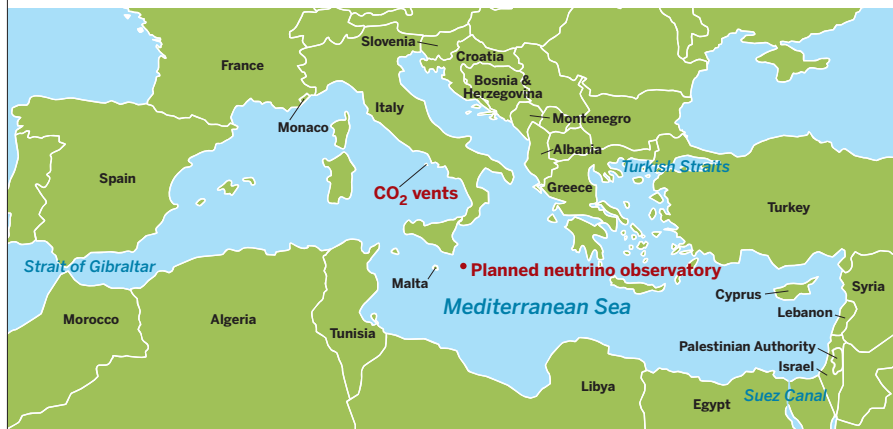 Slovenia
Croatia
France
Bosnia &
Herzegovina
Italy
Monaco
Montenegro
Albania
Turkish Straits
Spain
CO₂ vents
Greece
Turkey
Strait of Gibraltar
Planned neutrino observatory
Malta
Mediterranean Sea
Cyprus
Syria
Lebanon
Morocco
Algeria
Tunisia
Palestinian Authority
Israel
Libya
Egypt
Suez Canal